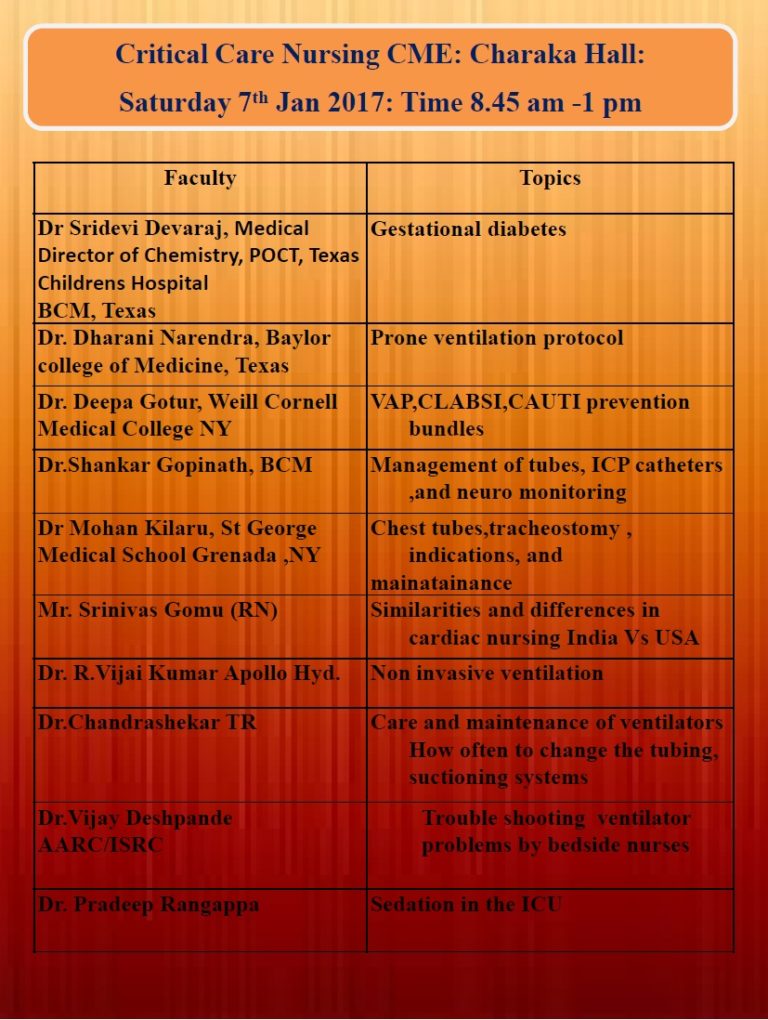 Critical Care Nursing CME: Charaka Hall:
Saturday 7th Jan 2017: Time 8.45 am -1 pm
Faculty
Topics
Dr Sridevi Devaraj, Medical
Director of Chemistry, POCT, Texas
Childrens Hospital
BCM, Texas
Gestational diabetes
Dr. Dharani Narendra, Baylor
college of Medicine, Texas
Prone ventilation protocol
Dr. Deepa Gotur, Weill Cornell
Medical College NY
VAP,CLABSI,CAUTI prevention
bundles
Dr.Shankar Gopinath, BCM
Management of tubes, ICP catheters
,and neuro monitoring
Dr Mohan Kilaru, St George
Medical School Grenada ,NY
Chest tubes,tracheostomy ,
indications, and
mainatainance
Mr. Srinivas Gomu (RN)
Similarities and differences in
cardiac nursing India Vs USA
Dr. R.Vijai Kumar Apollo Hyd.
Non invasive ventilation
Dr.Chandrashekar TR
Care and maintenance of ventilators
How often to change the tubing,
suctioning systems
Dr.Vijay Deshpande
AARC/ISRC
Trouble shooting ventilator
problems by bedside nurses
Dr. Pradeep Rangappa
Sedation in the ICU